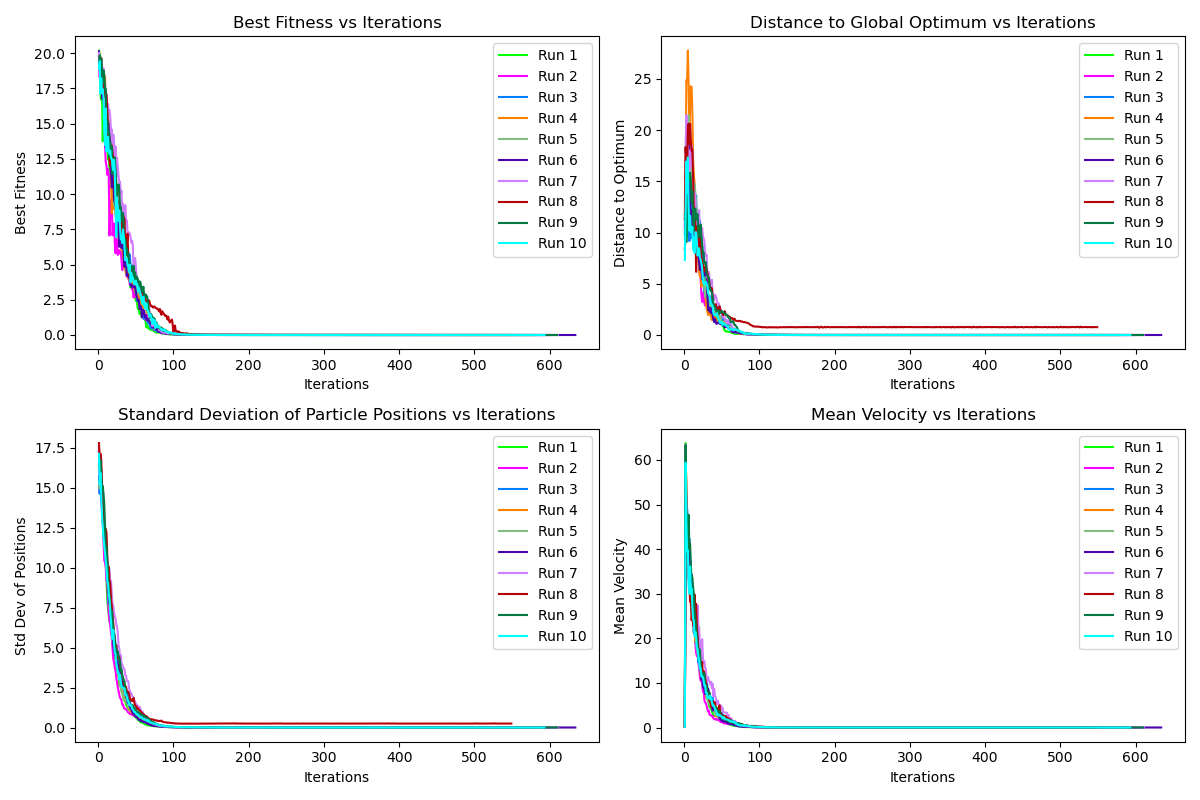 Best Fitness vs Iterations
Best Fitness
20.0
17.5
15.0
12.5
10.0
7.5
5.0
2.5
0.0
0 100 200 300 400 500 600
Iterations
Run 1
Run 2
Run 3
Run 4
Run 5
Run 6
Run 7
Run 8
Run 9
Run 10
Distance to Global Optimum vs Iterations
Distance to Optimum
25
20
15
10
5
0
0 100 200 300 400 500 600
Iterations
Run 1
Run 2
Run 3
Run 4
Run 5
Run 6
Run 7
Run 8
Run 9
Run 10
Standard Deviation of Particle Positions vs Iterations
Std Dev of Positions
17.5
15.0
12.5
10.0
7.5
5.0
2.5
0.0
0 100 200 300 400 500 600
Iterations
Run 1
Run 2
Run 3
Run 4
Run 5
Run 6
Run 7
Run 8
Run 9
Run 10
Mean Velocity vs Iterations
Mean Velocity
60
50
40
30
20
10
0
0 100 200 300 400 500 600
Iterations
Run 1
Run 2
Run 3
Run 4
Run 5
Run 6
Run 7
Run 8
Run 9
Run 10